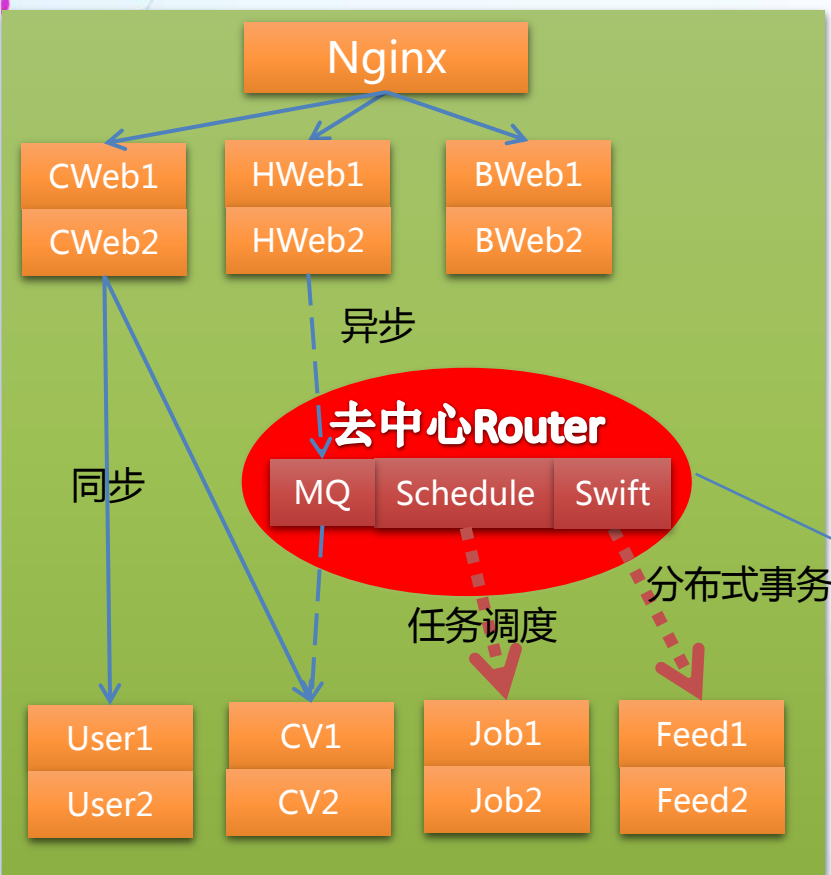 Nginx
CWeb1
HWeb1
BWeb1
CWeb2
HWeb2
BWeb2
异步
去中心Router
同步
MQ
Schedule
Swift
分布式事务
任务调度
User1
CV1
Job1
Feed1
User2
CV2
Job2
Feed2